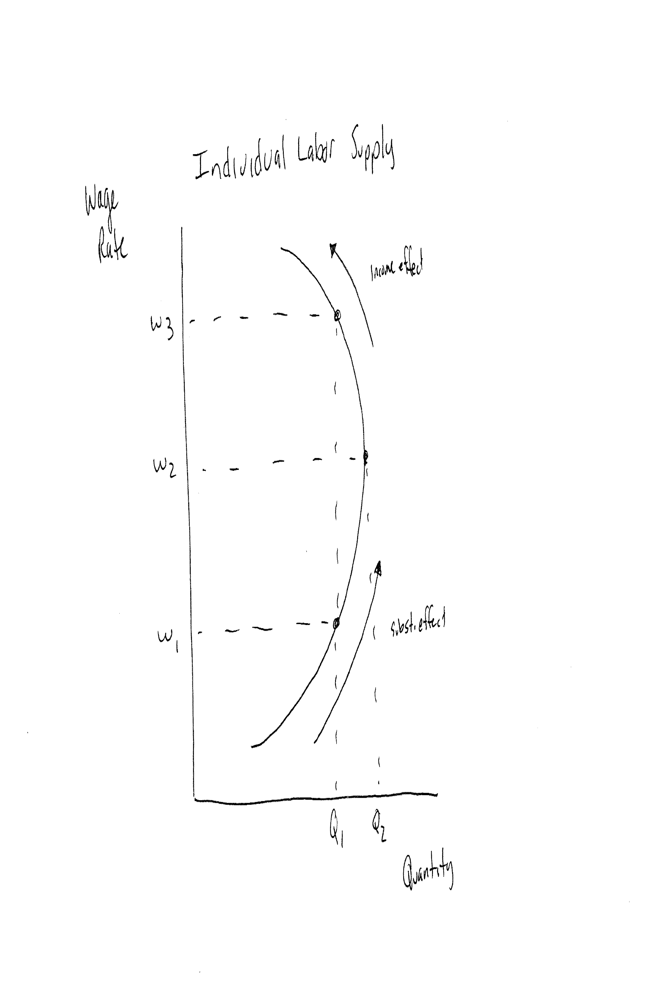 Individual Labor Supply
Wage
Rate
income effect
W3
W2
subst. effect
W1
Q1 Q2
Quantity